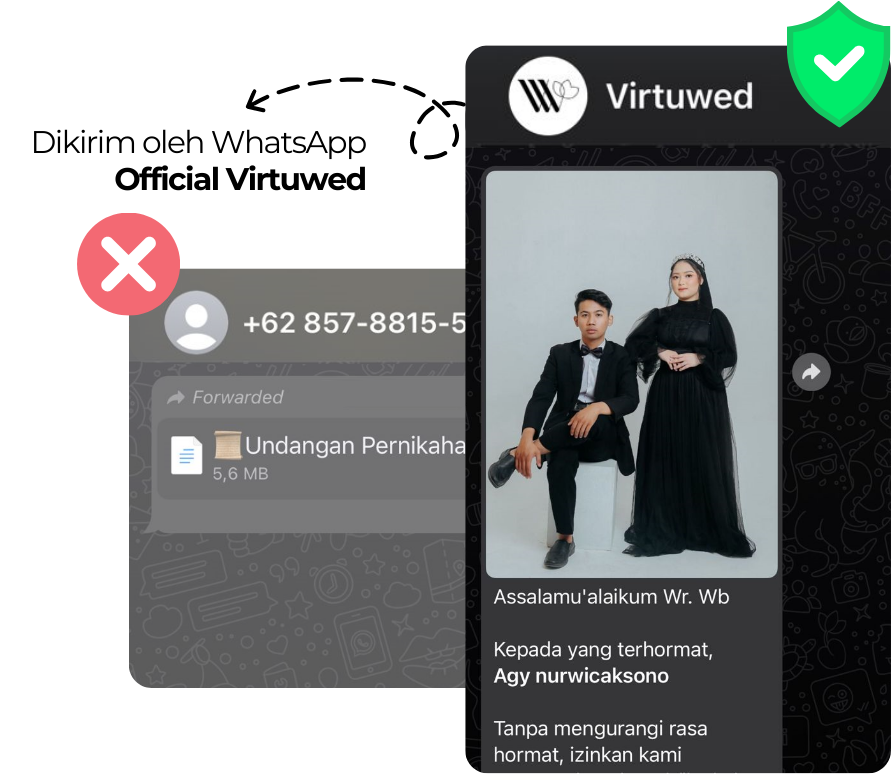 Dikirim oleh WhatsApp
Official Virtuwed
Virtuwed
+62 857-8815-5
Forwarded
Undangan Pernikaha
5,6 MB
Assalamu'alaikum Wr. Wb
Kepada yang terhormat,
Agy nurwicaksono
Tanpa mengurangi rasa
hormat, izinkan kami